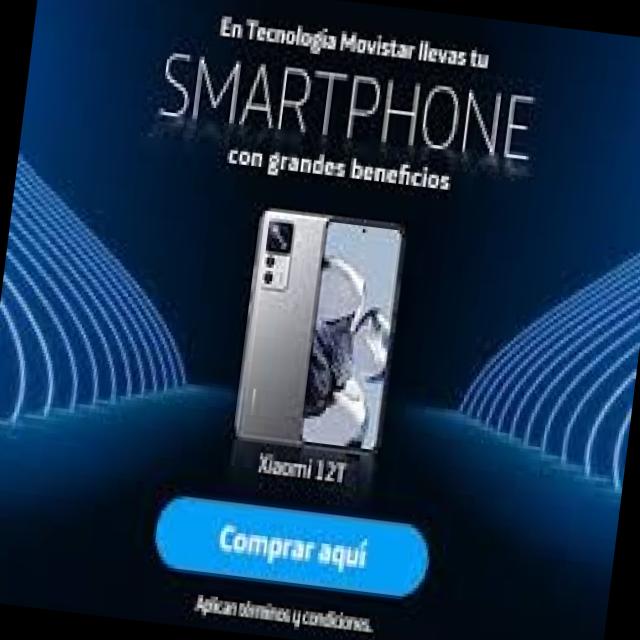 En Tecnología Movistar llevas tu
SMARTPHONE
con grandes beneficios
Xiaomi 12T
Comprar aquí
Aplican términos y condiciones.